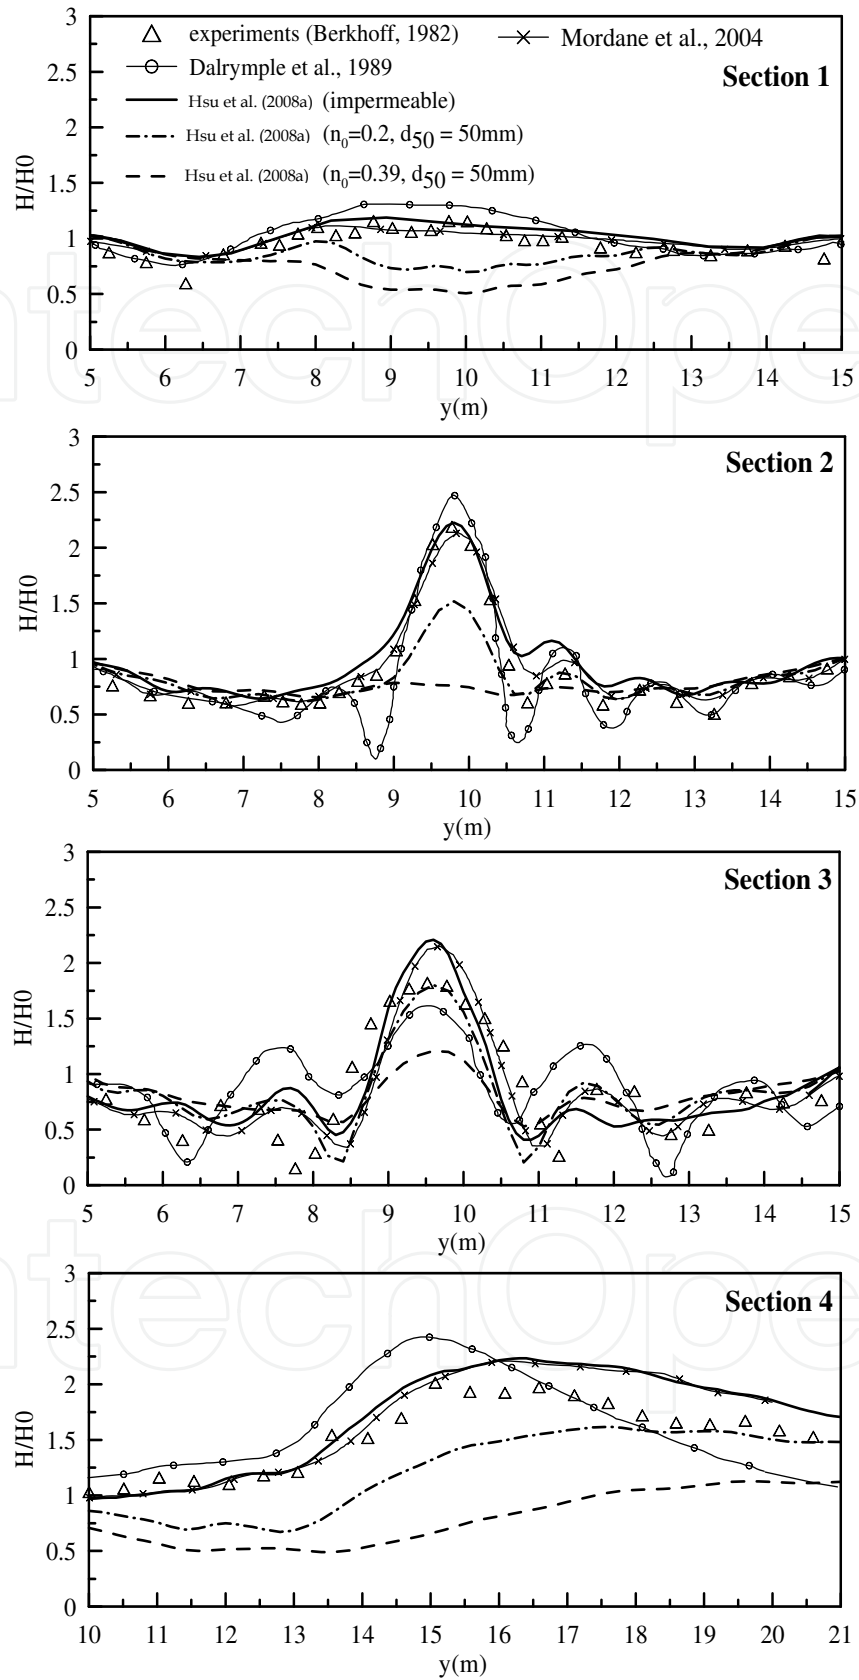 3
experiments (Berkhoff, 1982)
Mordane et al., 2004
2.5
Dalrymple et al., 1989
Section 1
Hsu et al. (2008a) (impermeable)
2
Hsu et al. (2008a) (n0=0.2, d50 = 50mm)
1.5
Hsu et al. (2008a) (n0=0.39, d50 = 50mm)
H/H0
1
0.5
0
5 6 7 8 9 10 11 12 13 14 15
y(m)
3
Section 2
2.5
2
H/H0
1.5
1
0.5
0
5 6 7 8 9 10 11 12 13 14 15
y(m)
3
Section 3
2.5
2
H/H0
1.5
1
0.5
0
5 6 7 8 9 10 11 12 13 14 15
y(m)
3
Section 4
2.5
2
H/H0
1.5
1
0.5
0
10 11 12 13 14 15 16 17 18 19 20 21
y(m)